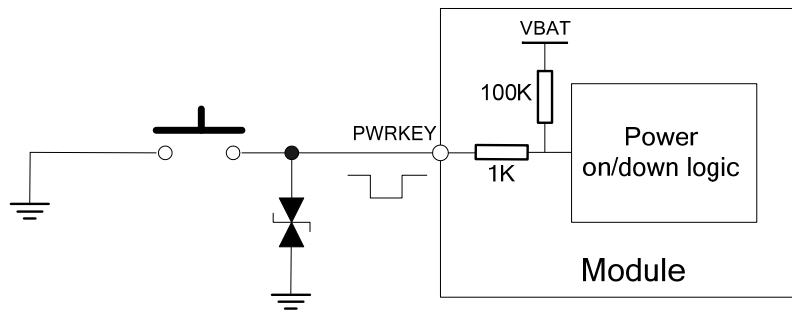 VBAT
100K
PWRKEY
1K
Power
on/down logic
Module